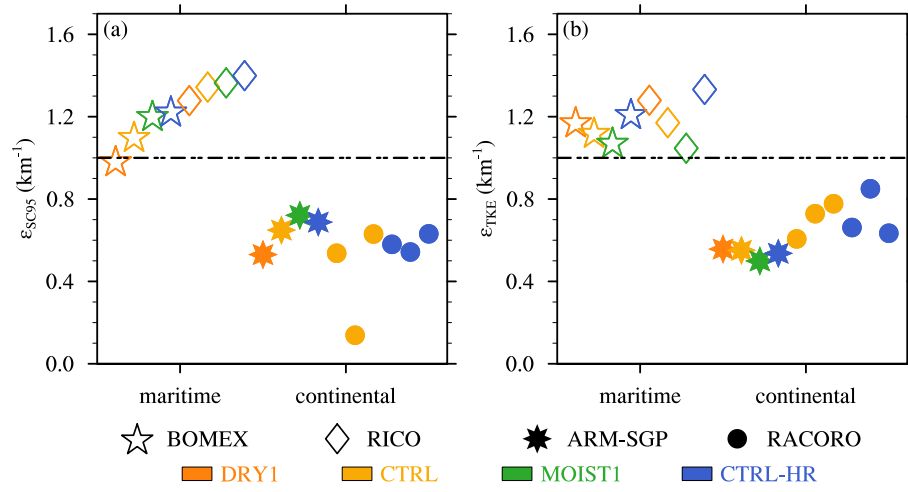 (a)
(b)
1.6
1.2
0.8
0.4
0.0
ε_SC95 (km⁻¹)
maritime
continental
1.6
1.2
0.8
0.4
0.0
ε_TKE (km⁻¹)
maritime
continental
BOMEX RICO ARM-SGP RACORO
DRY1 CTRL MOIST1 CTRL-HR